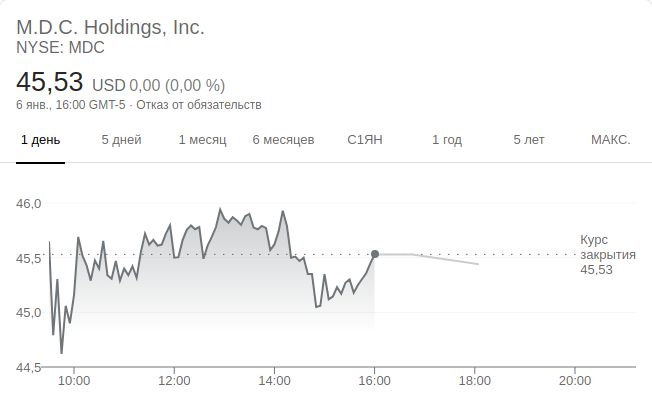 M.D.C. Holdings, Inc.
NYSE: MDC
45,53 USD 0,00 (0,00 %)
6 янв., 16:00 GMT-5 · Отказ от обязательств
1 день 5 дней 1 месяц 6 месяцев С1ЯН 1 год 5 лет МАКС.
46,0
45,5
45,0
44,5
Курс
закрытия
45,53
10:00 12:00 14:00 16:00 18:00 20:00